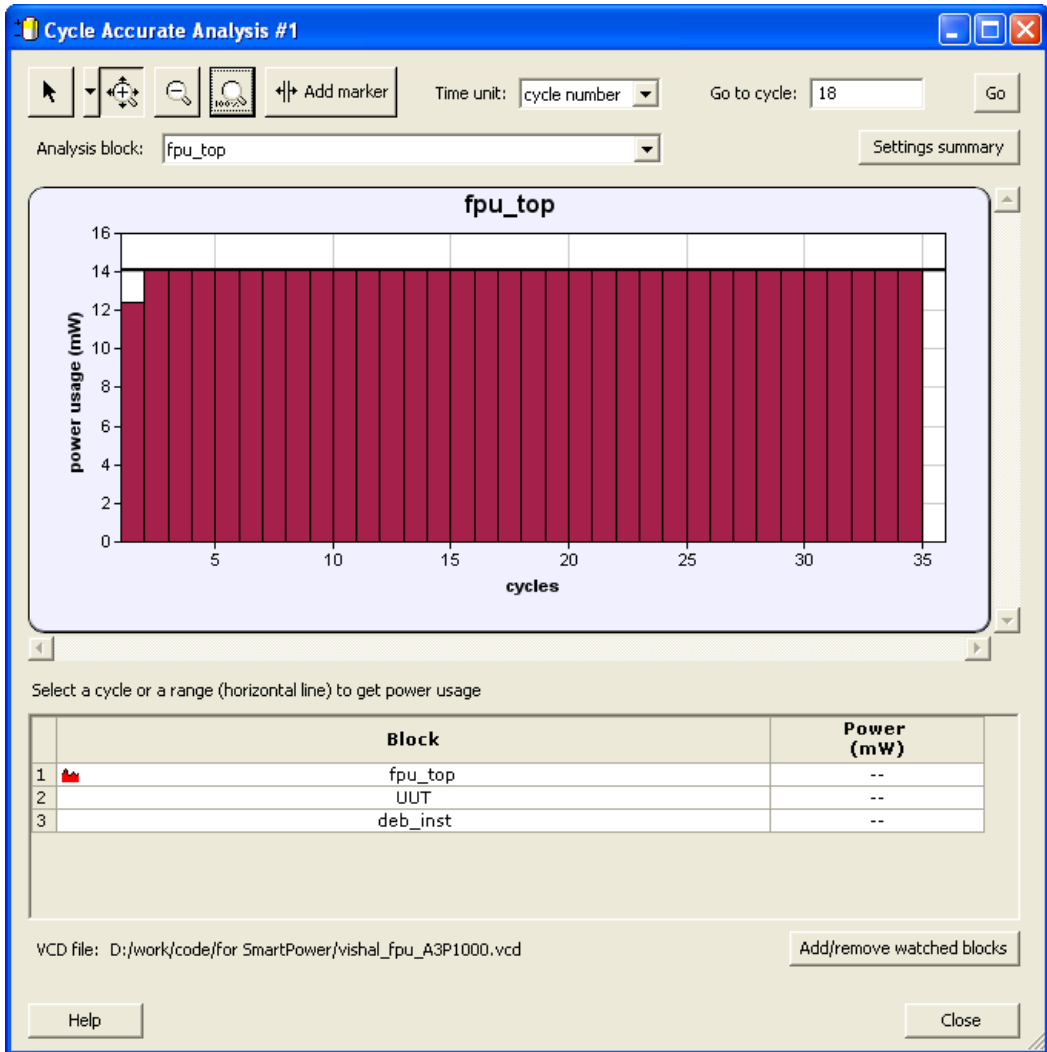 Cycle Accurate Analysis #1
100%
Add marker
Time unit: cycle number
Go to cycle: 18
Go
Analysis block: fpu_top
Settings summary
fpu_top
power usage (mW)
16
14
12
10
8
6
4
2
0
5 10 15 20 25 30 35
cycles
Select a cycle or a range (horizontal line) to get power usage
Block Power
(mW)
1 fpu_top --
2 UUT --
3 deb_inst --
VCD file: D:/work/code/for SmartPower/vishal_fpu_A3P1000.vcd
Add/remove watched blocks
Help
Close